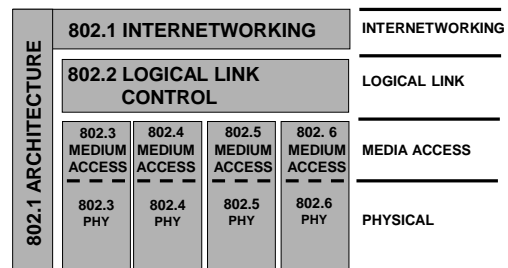 802.1 ARCHITECTURE
802.1 INTERNETWORKING
INTERNETWORKING
802.2 LOGICAL LINK
CONTROL
LOGICAL LINK
802.3
MEDIUM
ACCESS
802.4
MEDIUM
ACCESS
802.5
MEDIUM
ACCESS
802. 6
MEDIUM
ACCESS
MEDIA ACCESS
802.3
PHY
802.4
PHY
802.5
PHY
802.6
PHY
PHYSICAL